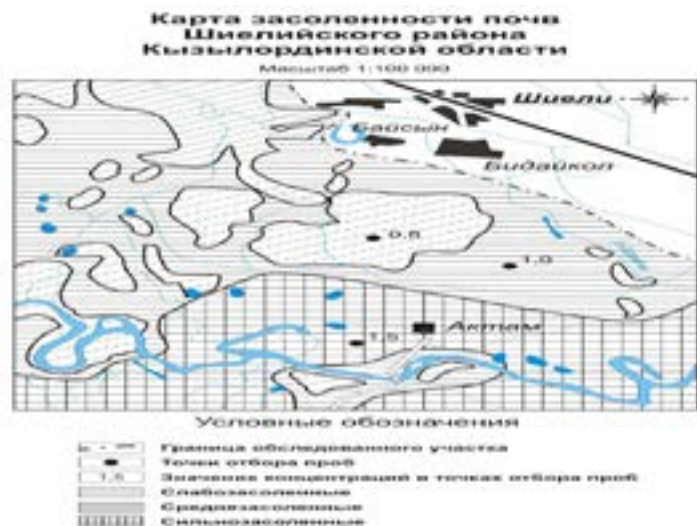 Карта засоленности почв
Шиелийского района
Кызылординской области
Масштаб 1:100 000
Шиели
Байсын
Бидайкол
0,5
1,0
1,5
Актам
Условные обозначения
Граница обследованного участка
Точки отбора проб
1,5 Значения концентраций в точках отбора проб
Слабозасоленные
Среднезасоленные
Сильнозасоленные